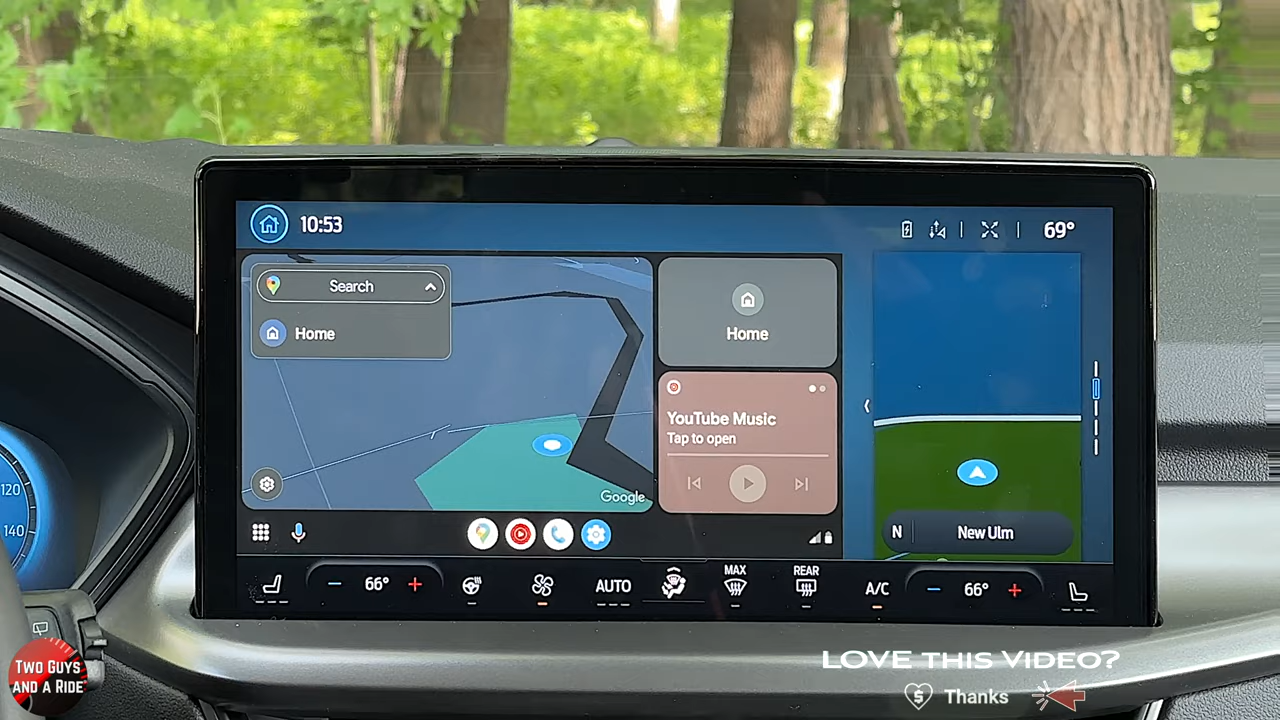 10:53
69°
Search
Home
Google
Home
YouTube Music
Tap to open
N
New Ulm
120
140
66°
AUTO
MAX
REAR
A/C
66°
TWO GUYS
AND A RIDE
LOVE THIS VIDEO?
$ Thanks